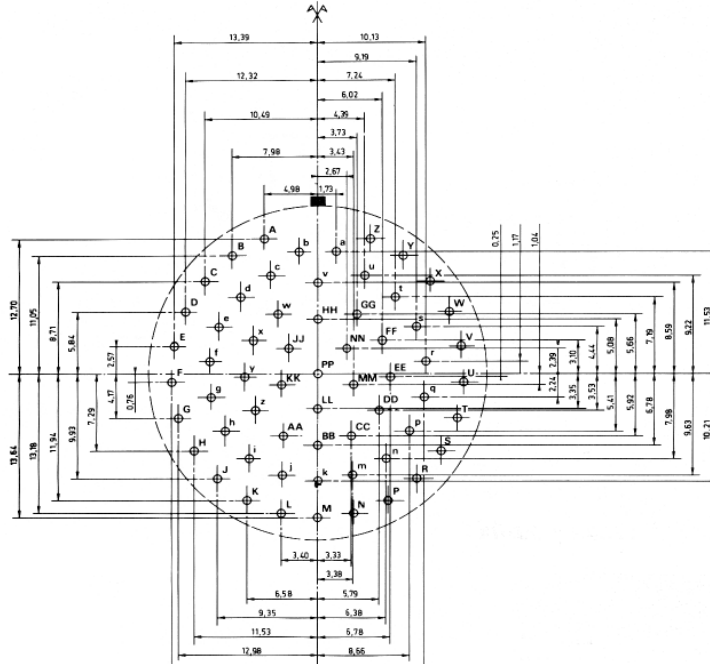 13,39 10,13
9,19
12,32 7,24
6,02
10,49 4,39
3,73
7,98 3,43
2,67
4,98 1,73
A Z
B b a Y
C c v u X
D d t
w HH GG W
E e x s
JJ NN FF V
f r
F y PP EE U
KK MM
g q
G z LL DD T
h AA CC p
H BB S
i n
J j k m R
K P
L M N
12,70 11,05 8,71 5,84 2,57
13,64 13,18 11,94 9,93 7,29 4,17 0,76
0,25 1,17 1,04
2,39 3,10 4,44 5,08 5,66 7,19 8,59 9,22 11,53
2,24 3,35 3,53 5,41 5,92 6,78 7,98 9,63 10,21
3,40 3,33
3,38
6,58 5,79
9,35 6,38
11,53 6,78
12,98 8,66